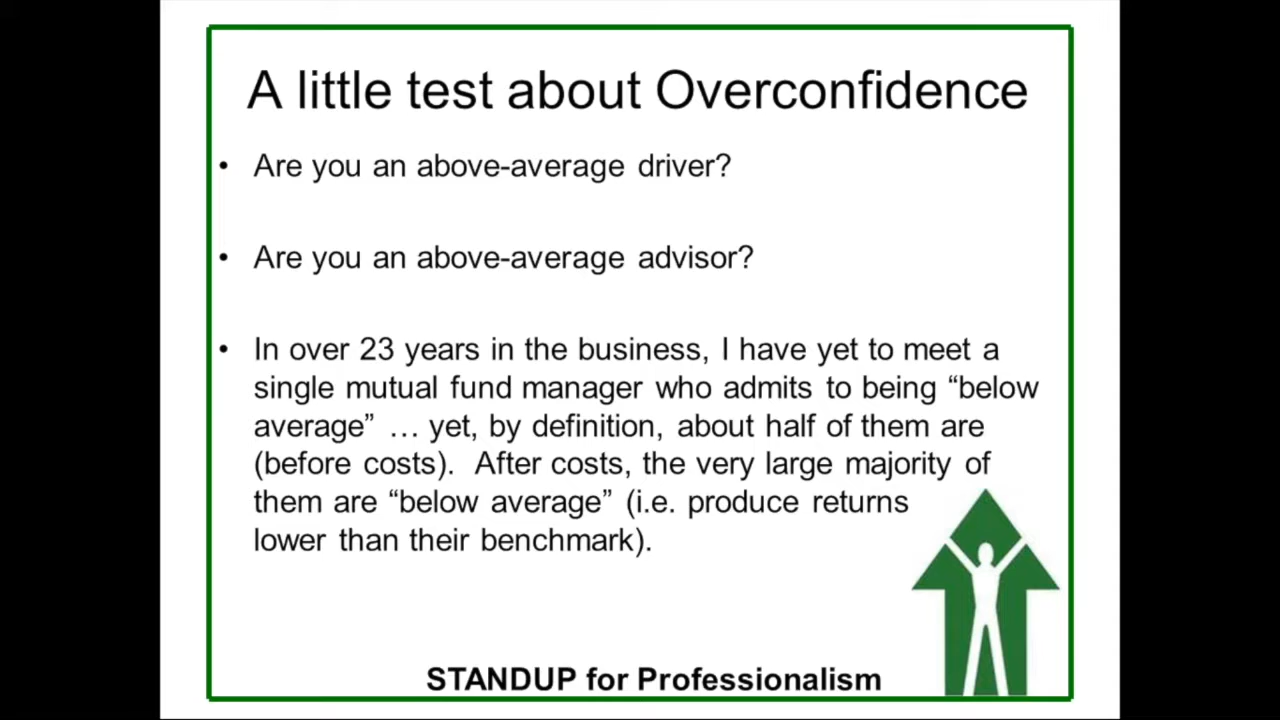 A little test about Overconfidence
• Are you an above-average driver?
• Are you an above-average advisor?
• In over 23 years in the business, I have yet to meet a
single mutual fund manager who admits to being “below
average” … yet, by definition, about half of them are
(before costs). After costs, the very large majority of
them are “below average” (i.e. produce returns
lower than their benchmark).
STANDUP for Professionalism